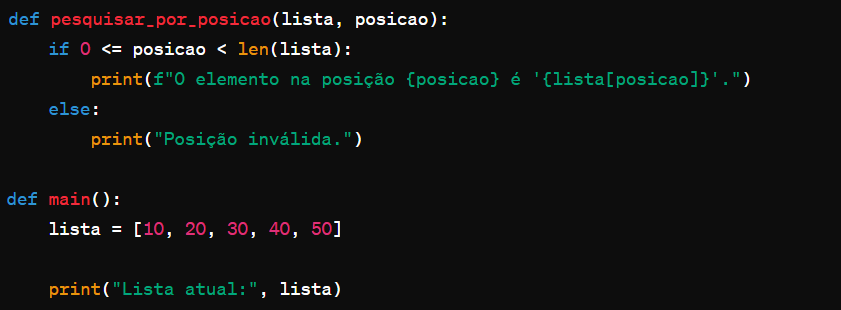 def pesquisar_por_posicao(lista, posicao):
    if 0 <= posicao < len(lista):
        print(f"O elemento na posição {posicao} é '{lista[posicao]}'.")
    else:
        print("Posição inválida.")

def main():
    lista = [10, 20, 30, 40, 50]

    print("Lista atual:", lista)